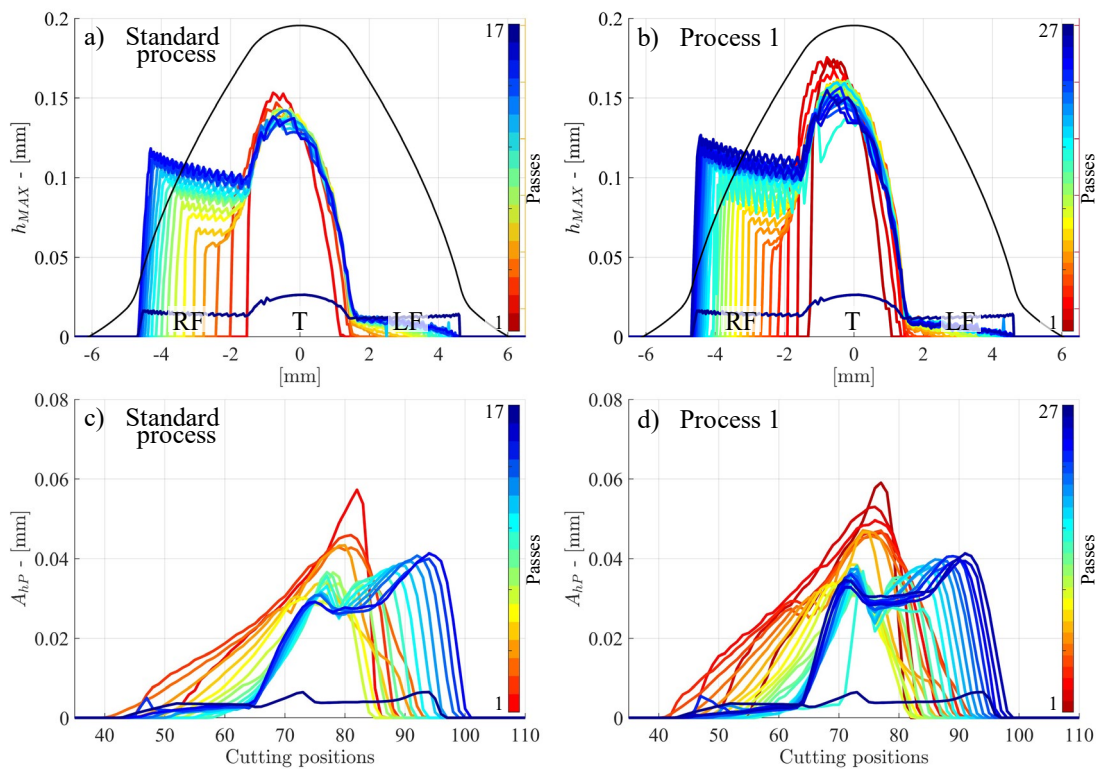 a) Standard process
17
Passes
1
h_MAX - [mm]
0.2
0.15
0.1
0.05
0
RF T LF
-6 -4 -2 0 2 4 6
[mm]
b) Process 1
27
Passes
1
h_MAX - [mm]
0.2
0.15
0.1
0.05
0
RF T LF
-6 -4 -2 0 2 4 6
[mm]
c) Standard process
17
Passes
1
A_hP - [mm]
0.08
0.06
0.04
0.02
0
40 50 60 70 80 90 100 110
Cutting positions
d) Process 1
27
Passes
1
A_hP - [mm]
0.08
0.06
0.04
0.02
0
40 50 60 70 80 90 100 110
Cutting positions